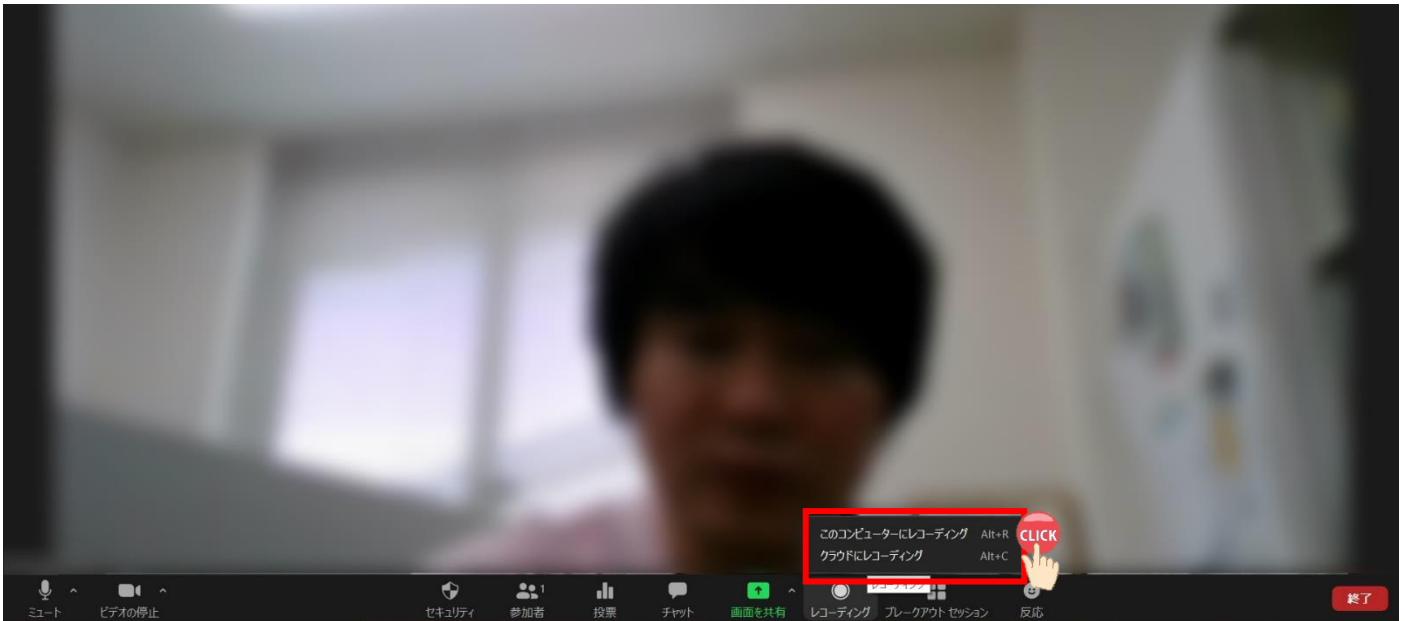 このコンピューターにレコーディング Alt+R
クラウドにレコーディング Alt+C
CLICK
1
ミュート
ビデオの停止
セキュリティ
参加者
投票
チャット
画面を共有
レコーディング
ブレークアウト セッション
反応
終了